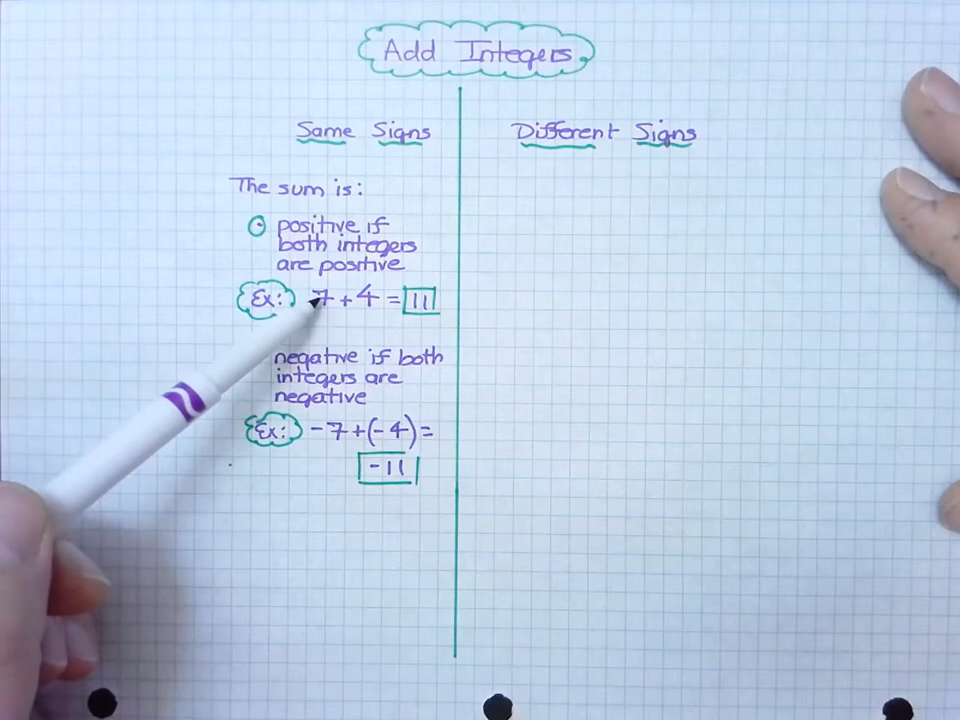 Add Integers
Same Signs
Different Signs
The sum is:
positive if
both integers
are positive
Ex: 7 + 4 = 11
negative if both
integers are
negative
Ex: -7 + (-4) =
-11